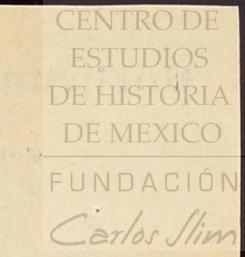 CENTRO DE
ESTUDIOS
DE HISTORIA
DE MEXICO
FUNDACIÓN
Carlos Slim